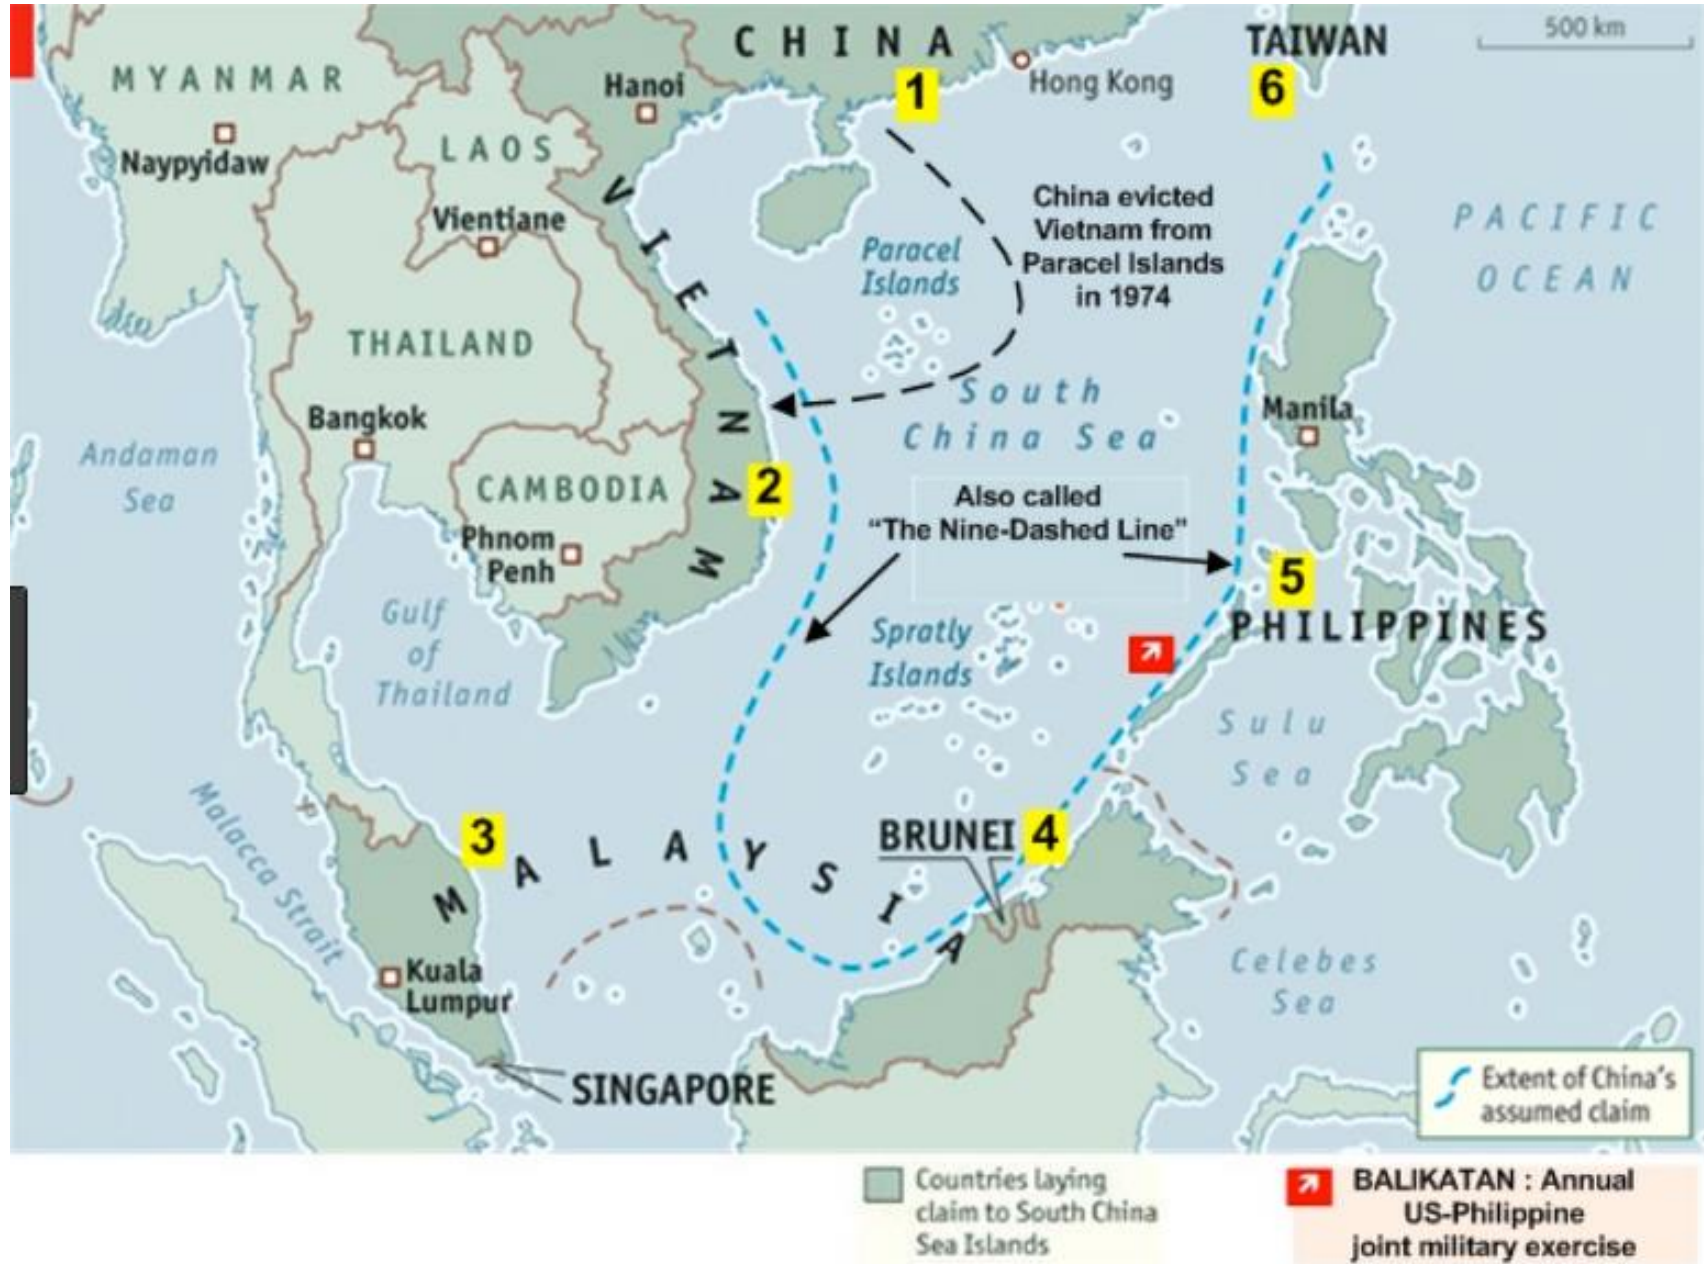 CHINA
TAIWAN
500 km
MYANMAR
Hanoi
1
Hong Kong
6
Naypyidaw
LAOS
VIETNAM
Vientiane
China evicted
Vietnam from
Paracel Islands
in 1974
Paracel
Islands
PACIFIC
OCEAN
THAILAND
Bangkok
South
China Sea
Manila
Andaman
Sea
CAMBODIA
2
Phnom
Penh
Also called
“The Nine-Dashed Line”
5
PHILIPPINES
Gulf
of
Thailand
Spratly
Islands
Sulu
Sea
Malacca Strait
3
MALAYSIA
BRUNEI
4
Kuala
Lumpur
Celebes
Sea
SINGAPORE
Extent of China's
assumed claim
Countries laying
claim to South China
Sea Islands
BALIKATAN : Annual
US-Philippine
joint military exercise